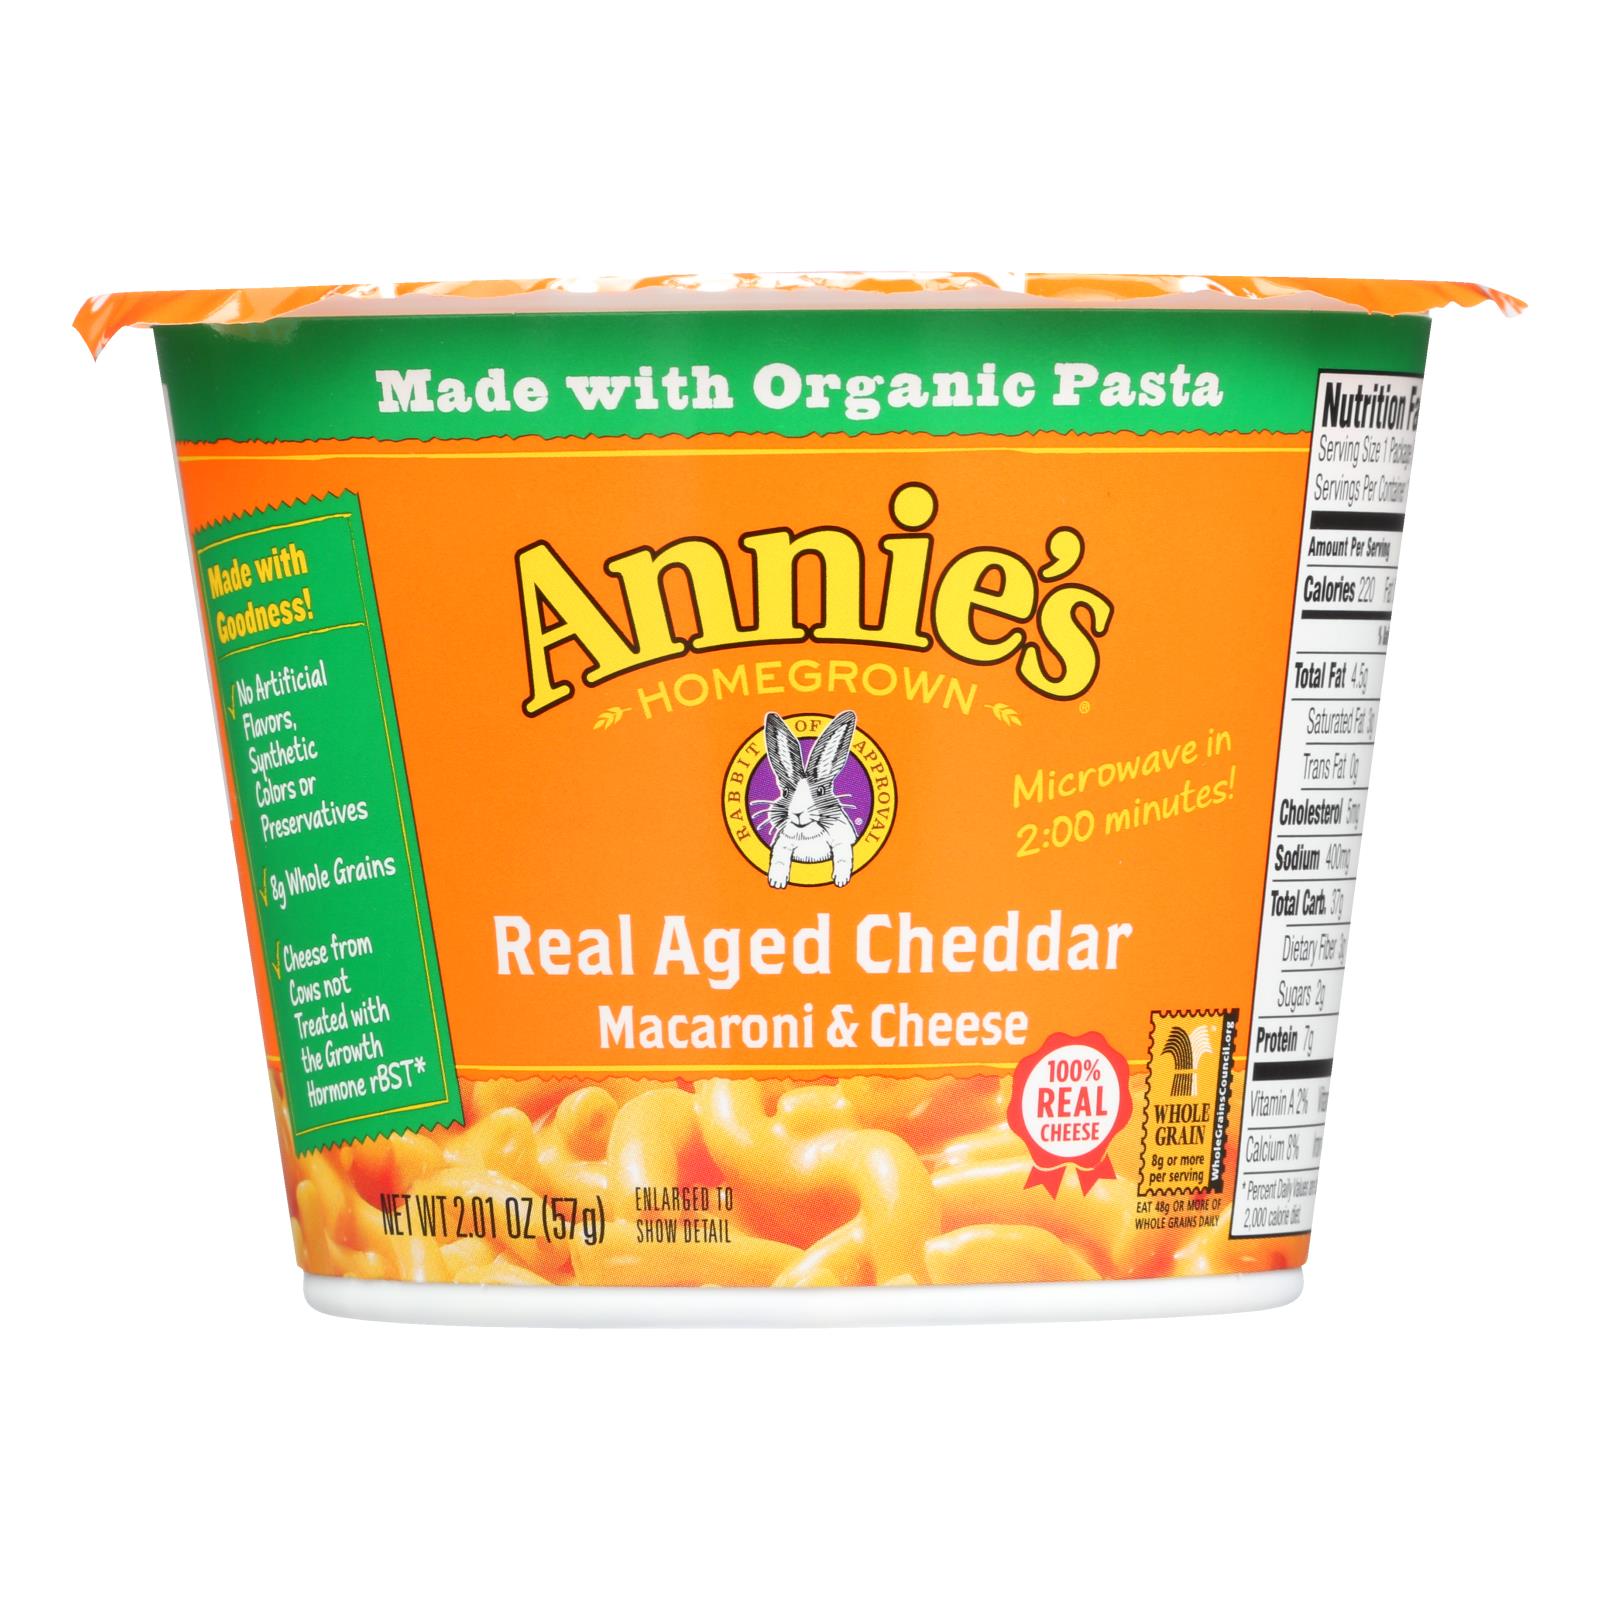 Made with Organic Pasta
Annie's
HOMEGROWN
®
RABBIT OF APPROVAL
®
Microwave in
2:00 minutes!
Real Aged Cheddar
Macaroni & Cheese
Made with
Goodness!
No Artificial
Flavors,
Synthetic
Colors or
Preservatives
8g Whole Grains
Cheese from
Cows not
Treated with
the Growth
Hormone rBST*
NET WT 2.01 OZ (57g)
ENLARGED TO
SHOW DETAIL
100%
REAL
CHEESE
WHOLE
GRAIN
8g or more
per serving
WholeGrainsCouncil.org
EAT 48g OR MORE OF
WHOLE GRAINS DAILY
Nutrition
Serving Size 1
Servings Per
Amount Per Serving
Calories 220
Total Fat 4.5g
Saturated Fat
Trans Fat 0g
Cholesterol 5mg
Sodium 400mg
Total Carb. 37g
Dietary Fiber
Sugars 2g
Protein 7g
Vitamin A 2%
Calcium 8%
*Percent Daily Values
2,000 calorie diet.